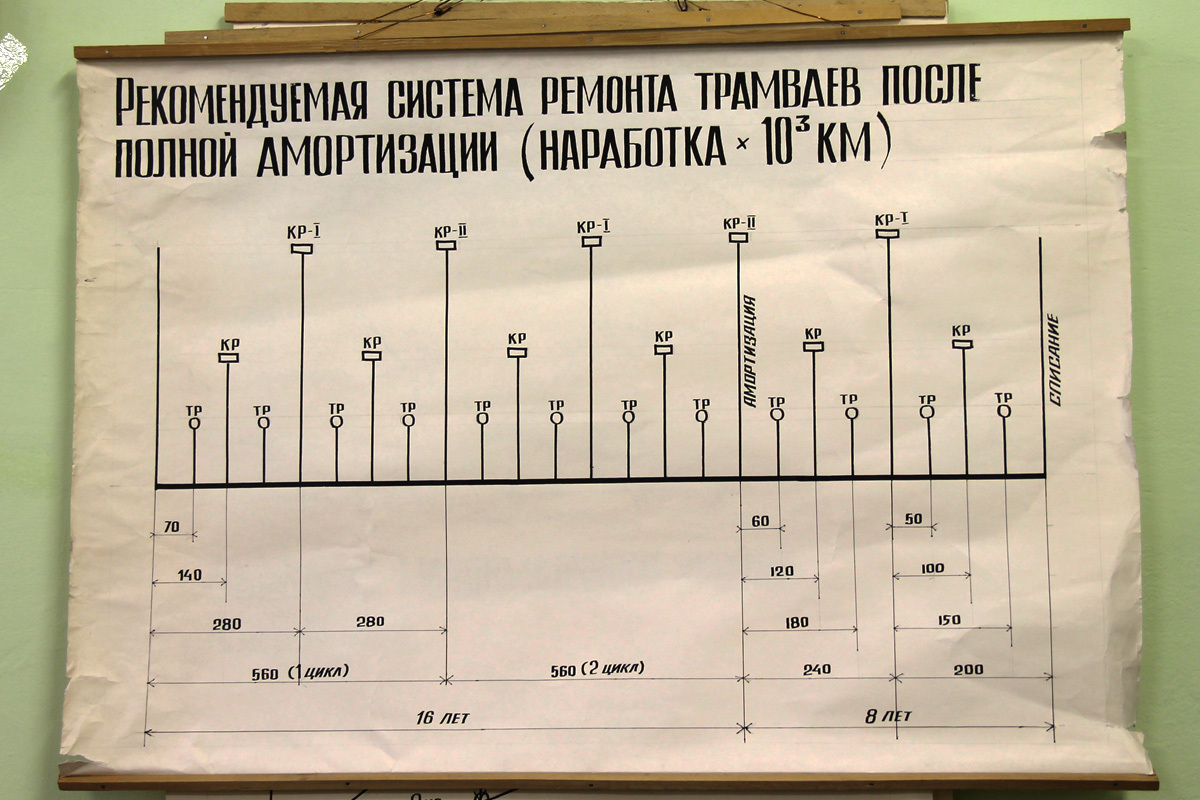 Рекомендуемая система ремонта трамваев после
полной амортизации (наработка × 10³ км)
КР-I КР-II КР-I КР-II КР-I
КР КР КР КР КР КР
АМОРТИЗАЦИЯ
СПИСАНИЕ
ТР ТР ТР ТР ТР ТР ТР ТР ТР ТР ТР ТР
70 60 50
140 120 100
280 280 180 150
560 (1 цикл) 560 (2 цикл) 240 200
16 ЛЕТ 8 ЛЕТ